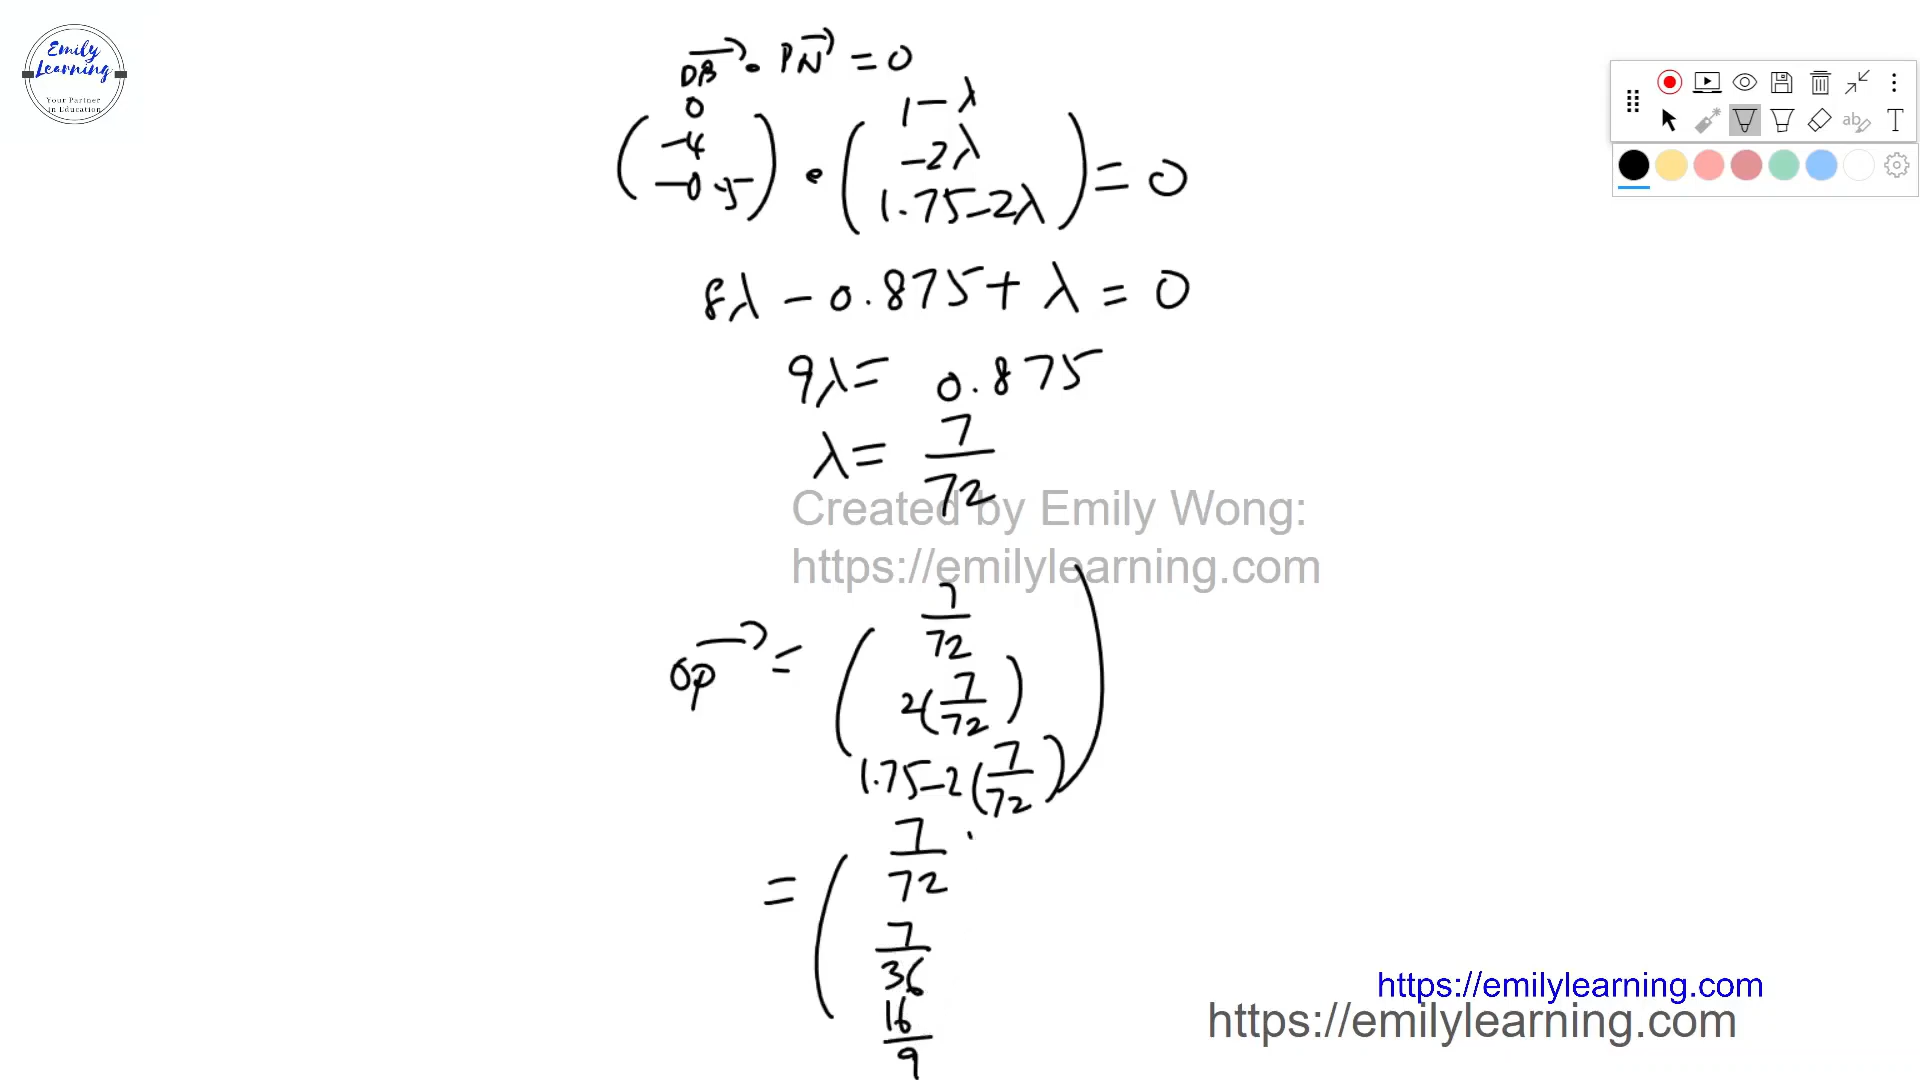 Emily
Learning
Your Partner
in Education
DB⃗ · PN⃗ = 0
( 0
-4
-0.5 ) · ( 1-λ
-2λ
1.75-2λ ) = 0
8λ - 0.875 + λ = 0
9λ = 0.875
λ = 7/72
Created by Emily Wong:
https://emilylearning.com
OP⃗ = ( 7/72
2(7/72)
1.75-2(7/72) )
= ( 7/72
7/36
16/9
https://emilylearning.com
https://emilylearning.com
ab
T